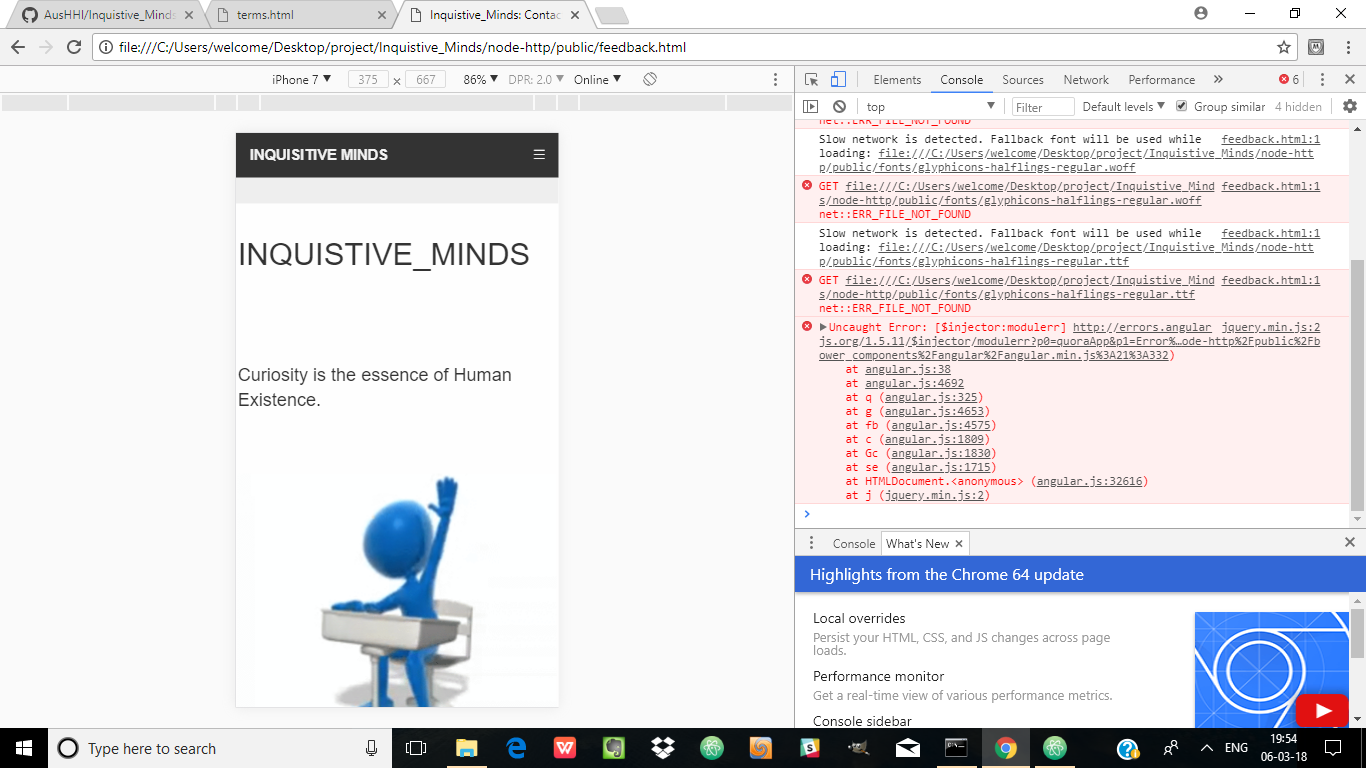 AusHHI/Inquistive_Minds
terms.html
Inquistive_Minds: Contac
file:///C:/Users/welcome/Desktop/project/Inquistive_Minds/node-http/public/feedback.html
iPhone 7 ▼ 375 × 667 86% ▼ DPR: 2.0 ▼ Online ▼
Elements Console Sources Network Performance » 6
top ▼ Filter Default levels ▼ Group similar 4 hidden
INQUISITIVE MINDS
INQUISTIVE_MINDS
Curiosity is the essence of Human
Existence.
net::ERR_FILE_NOT_FOUND
Slow network is detected. Fallback font will be used while feedback.html:1
loading: file:///C:/Users/welcome/Desktop/project/Inquistive_Minds/node-htt
p/public/fonts/glyphicons-halflings-regular.woff
GET file:///C:/Users/welcome/Desktop/project/Inquistive_Mind feedback.html:1
s/node-http/public/fonts/glyphicons-halflings-regular.woff
net::ERR_FILE_NOT_FOUND
Slow network is detected. Fallback font will be used while feedback.html:1
loading: file:///C:/Users/welcome/Desktop/project/Inquistive_Minds/node-htt
p/public/fonts/glyphicons-halflings-regular.ttf
GET file:///C:/Users/welcome/Desktop/project/Inquistive_Mind feedback.html:1
s/node-http/public/fonts/glyphicons-halflings-regular.ttf
net::ERR_FILE_NOT_FOUND
▶Uncaught Error: [$injector:modulerr] http://errors.angular jquery.min.js:2
js.org/1.5.11/$injector/modulerr?p0=quoraApp&p1=Error%…ode-http%2Fpublic%2Fb
ower_components%2Fangular%2Fangular.min.js%3A21%3A332)
at angular.js:38
at angular.js:4692
at q (angular.js:325)
at g (angular.js:4653)
at fb (angular.js:4575)
at c (angular.js:1809)
at Gc (angular.js:1830)
at se (angular.js:1715)
at HTMLDocument.<anonymous> (angular.js:32616)
at j (jquery.min.js:2)
Console What's New ×
Highlights from the Chrome 64 update
Local overrides
Persist your HTML, CSS, and JS changes across page
loads.
Performance monitor
Get a real-time view of various performance metrics.
Console sidebar
Type here to search
ENG
19:54
06-03-18